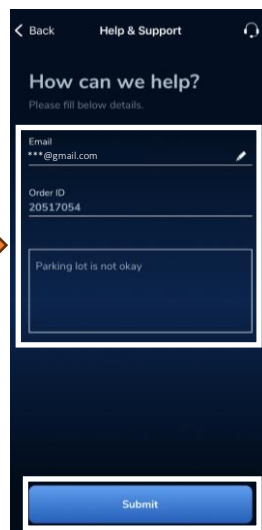 Back
Help & Support
How can we help?
Please fill below details.
Email
***@gmail.com
Order ID
20517054
Parking lot is not okay
Submit